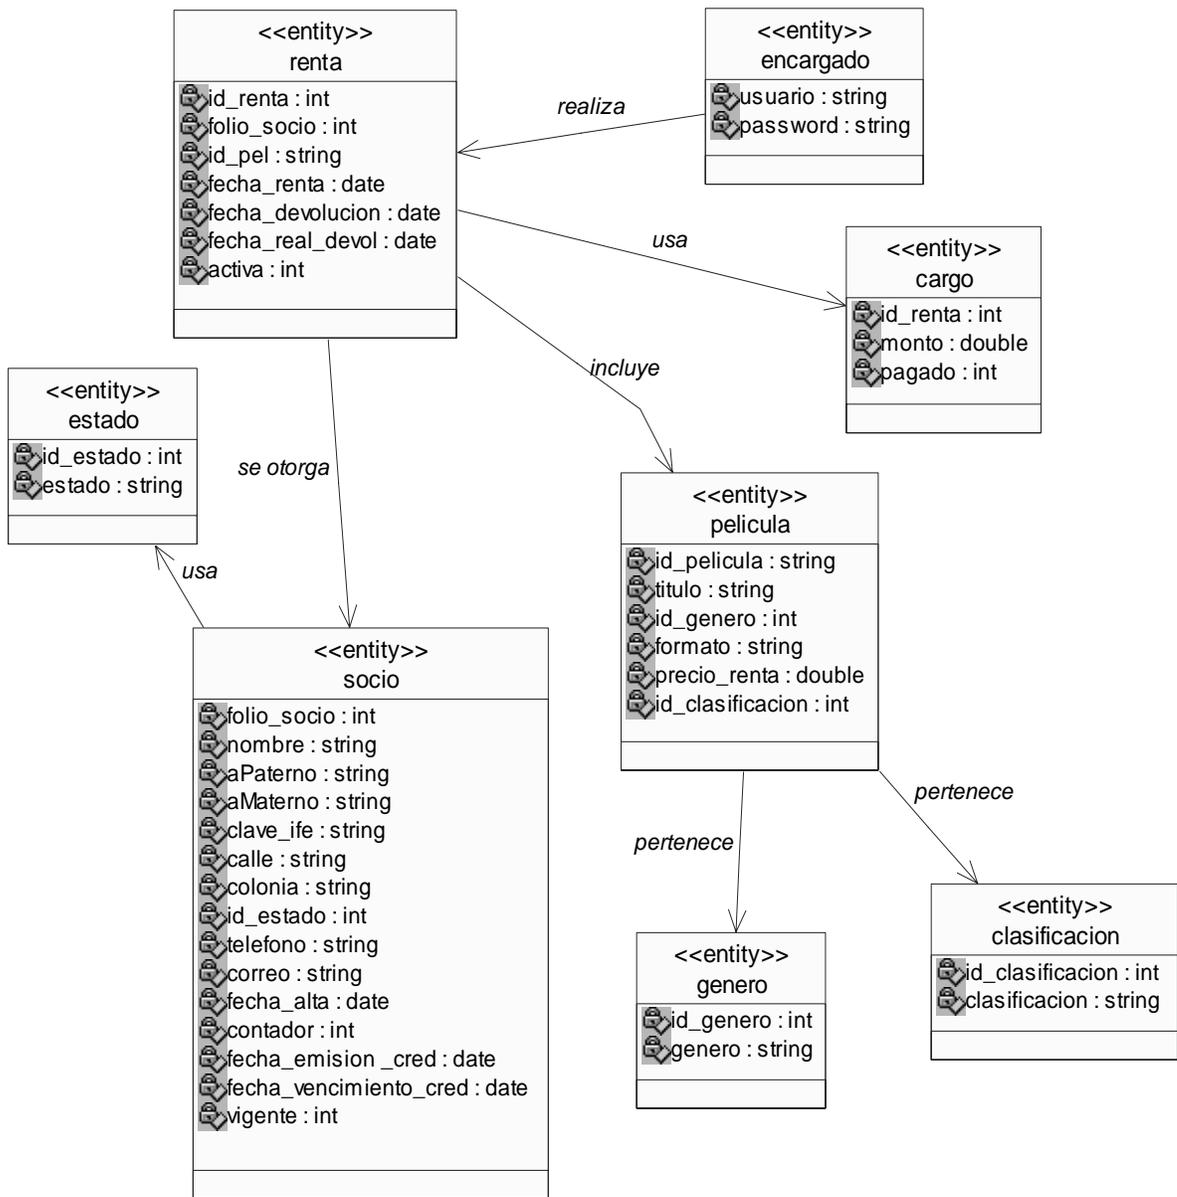 <<entity>>
renta
id_renta : int
folio_socio : int
id_pel : string
fecha_renta : date
fecha_devolucion : date
fecha_real_devol : date
activa : int
<<entity>>
encargado
usuario : string
password : string
realiza
usa
<<entity>>
cargo
id_renta : int
monto : double
pagado : int
incluye
<<entity>>
estado
id_estado : int
estado : string
se otorga
usa
<<entity>>
pelicula
id_pelicula : string
titulo : string
id_genero : int
formato : string
precio_renta : double
id_clasificacion : int
<<entity>>
socio
folio_socio : int
nombre : string
aPaterno : string
aMaterno : string
clave_ife : string
calle : string
colonia : string
id_estado : int
telefono : string
correo : string
fecha_alta : date
contador : int
fecha_emision _cred : date
fecha_vencimiento_cred : date
vigente : int
pertenece
pertenece
<<entity>>
genero
id_genero : int
genero : string
<<entity>>
clasificacion
id_clasificacion : int
clasificacion : string